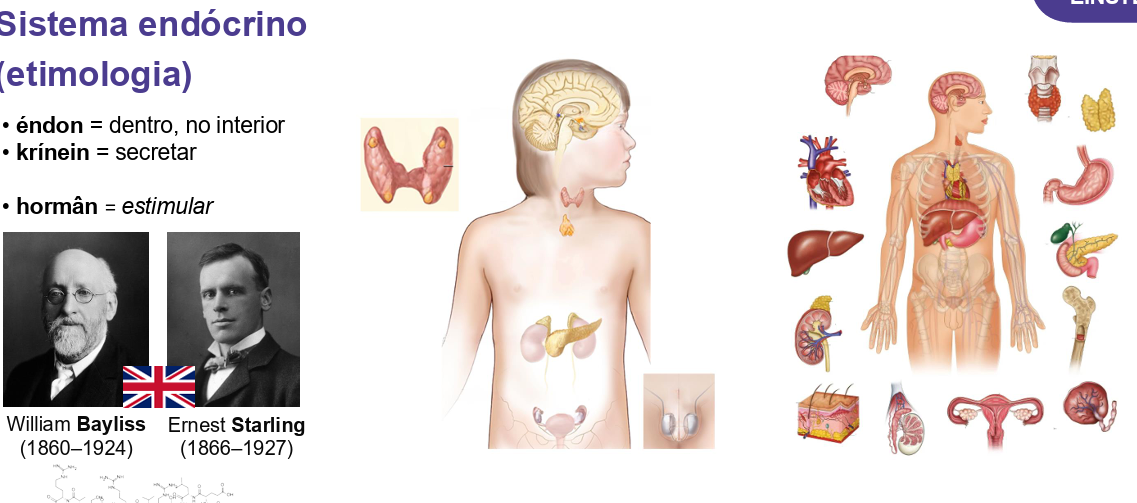 Sistema endócrino
(etimologia)
• éndon = dentro, no interior
• krínein = secretar
• hormân = estimular
William Bayliss
(1860–1924)
Ernest Starling
(1866–1927)